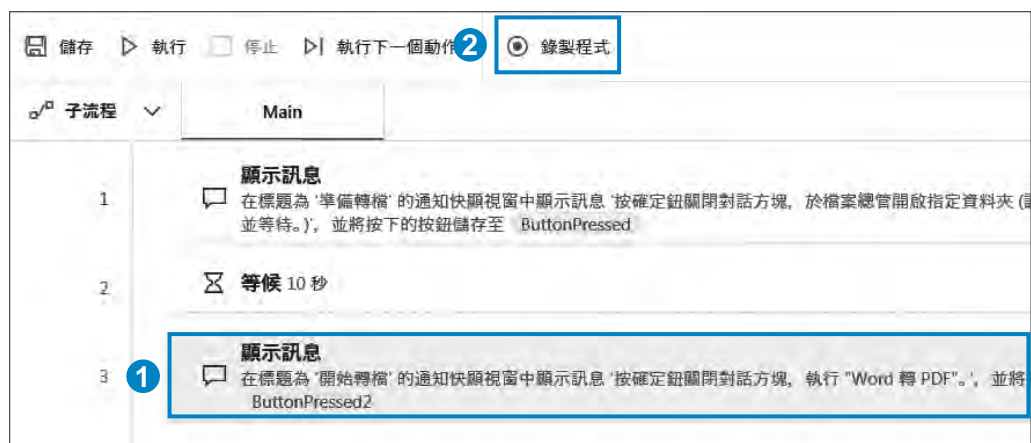 儲存 執行 停止 執行下一個動作 2 錄製程式
子流程 Main
顯示訊息
1 在標題為 '準備轉檔' 的通知快顯視窗中顯示訊息 '按確定鈕關閉對話方塊, 於檔案總管開啟指定資料夾
並等待。)', 並將按下的按鈕儲存至 ButtonPressed
2 等候 10 秒
顯示訊息
3 1 在標題為 '開始轉檔' 的通知快顯視窗中顯示訊息 '按確定鈕關閉對話方塊, 執行 "Word 轉 PDF"。', 並將
ButtonPressed2